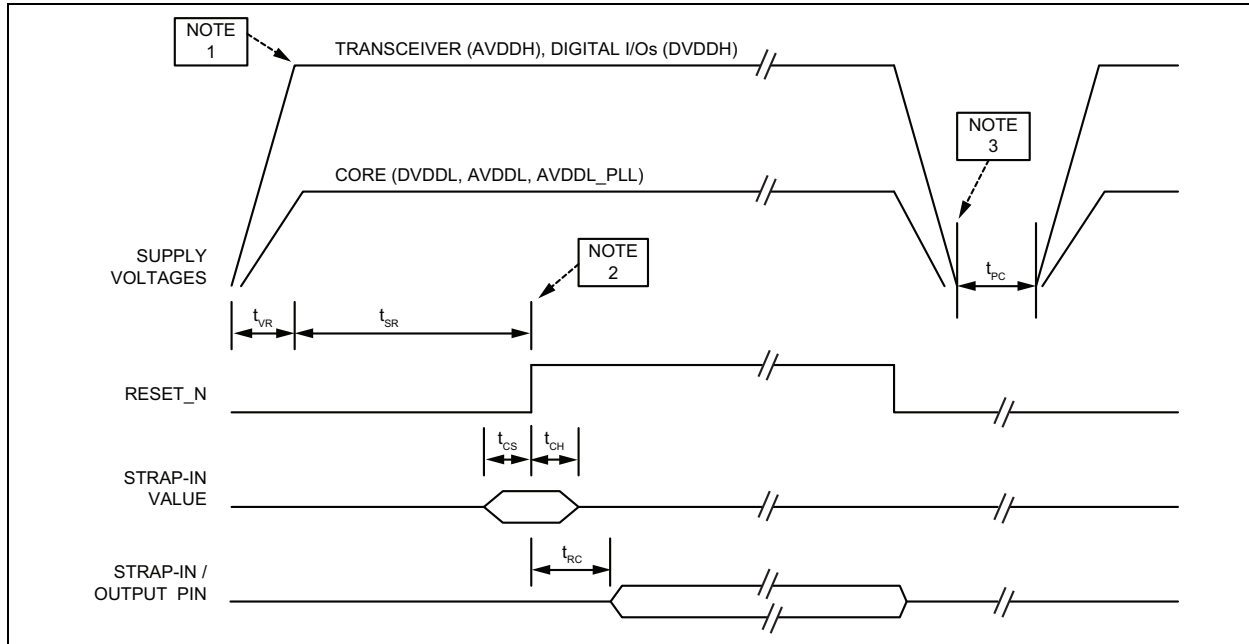 NOTE
1
TRANSCEIVER (AVDDH), DIGITAL I/Os (DVDDH)
NOTE
3
CORE (DVDDL, AVDDL, AVDDL_PLL)
SUPPLY
VOLTAGES
NOTE
2
tPC
tVR
tSR
RESET_N
tCS
tCH
STRAP-IN
VALUE
tRC
STRAP-IN /
OUTPUT PIN